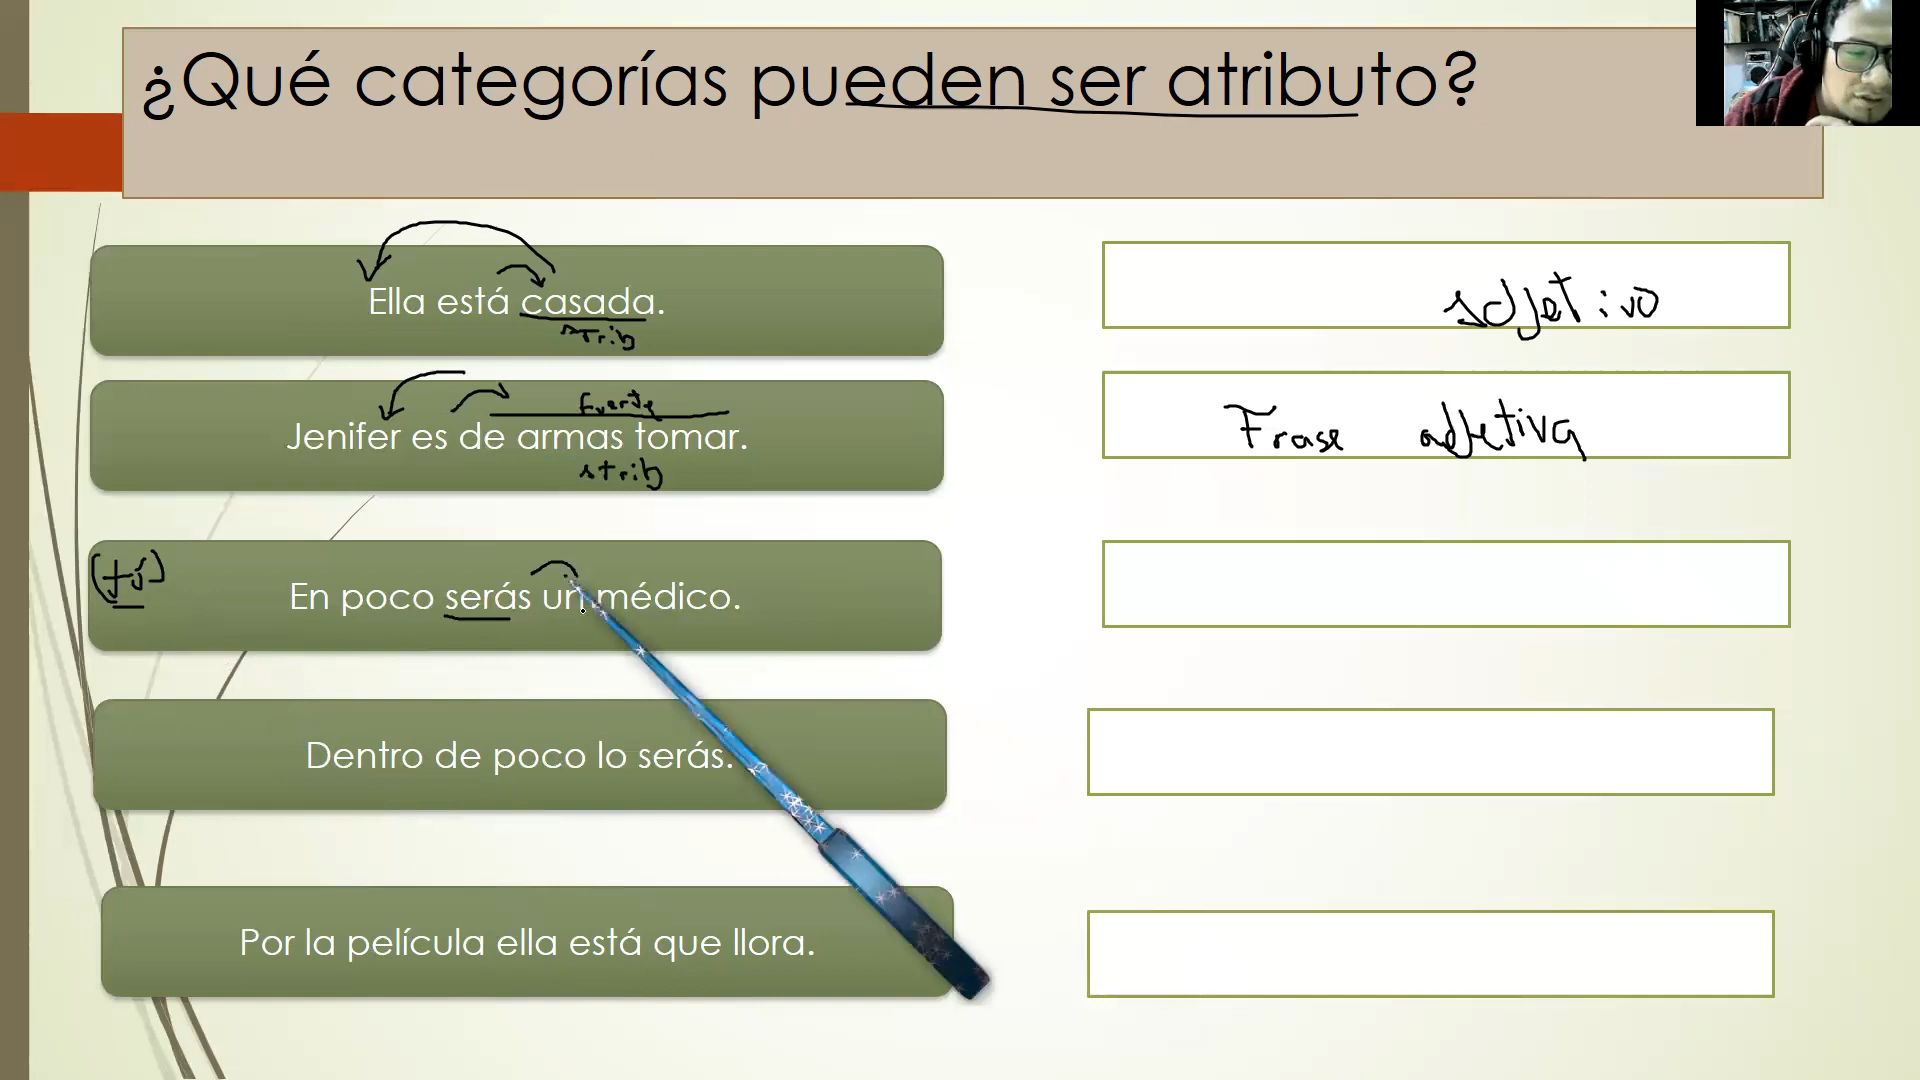 ¿Qué categorías pueden ser atributo?
Ella está casada.
atrib
adjetivo
Fuerte
Jenifer es de armas tomar.
atrib
Frase adjetiva
(tú)
En poco serás un médico.
Dentro de poco lo serás.
Por la película ella está que llora.